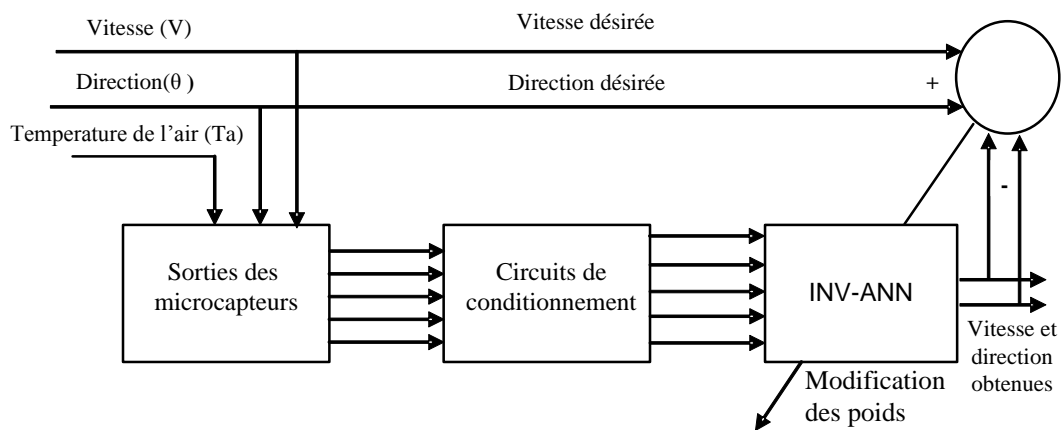 Vitesse (V)
Vitesse désirée
Direction(θ )
Direction désirée
+
Temperature de l’air (Ta)
-
Sorties des
microcapteurs
Circuits de
conditionnement
INV-ANN
Vitesse et
direction
obtenues
Modification
des poids